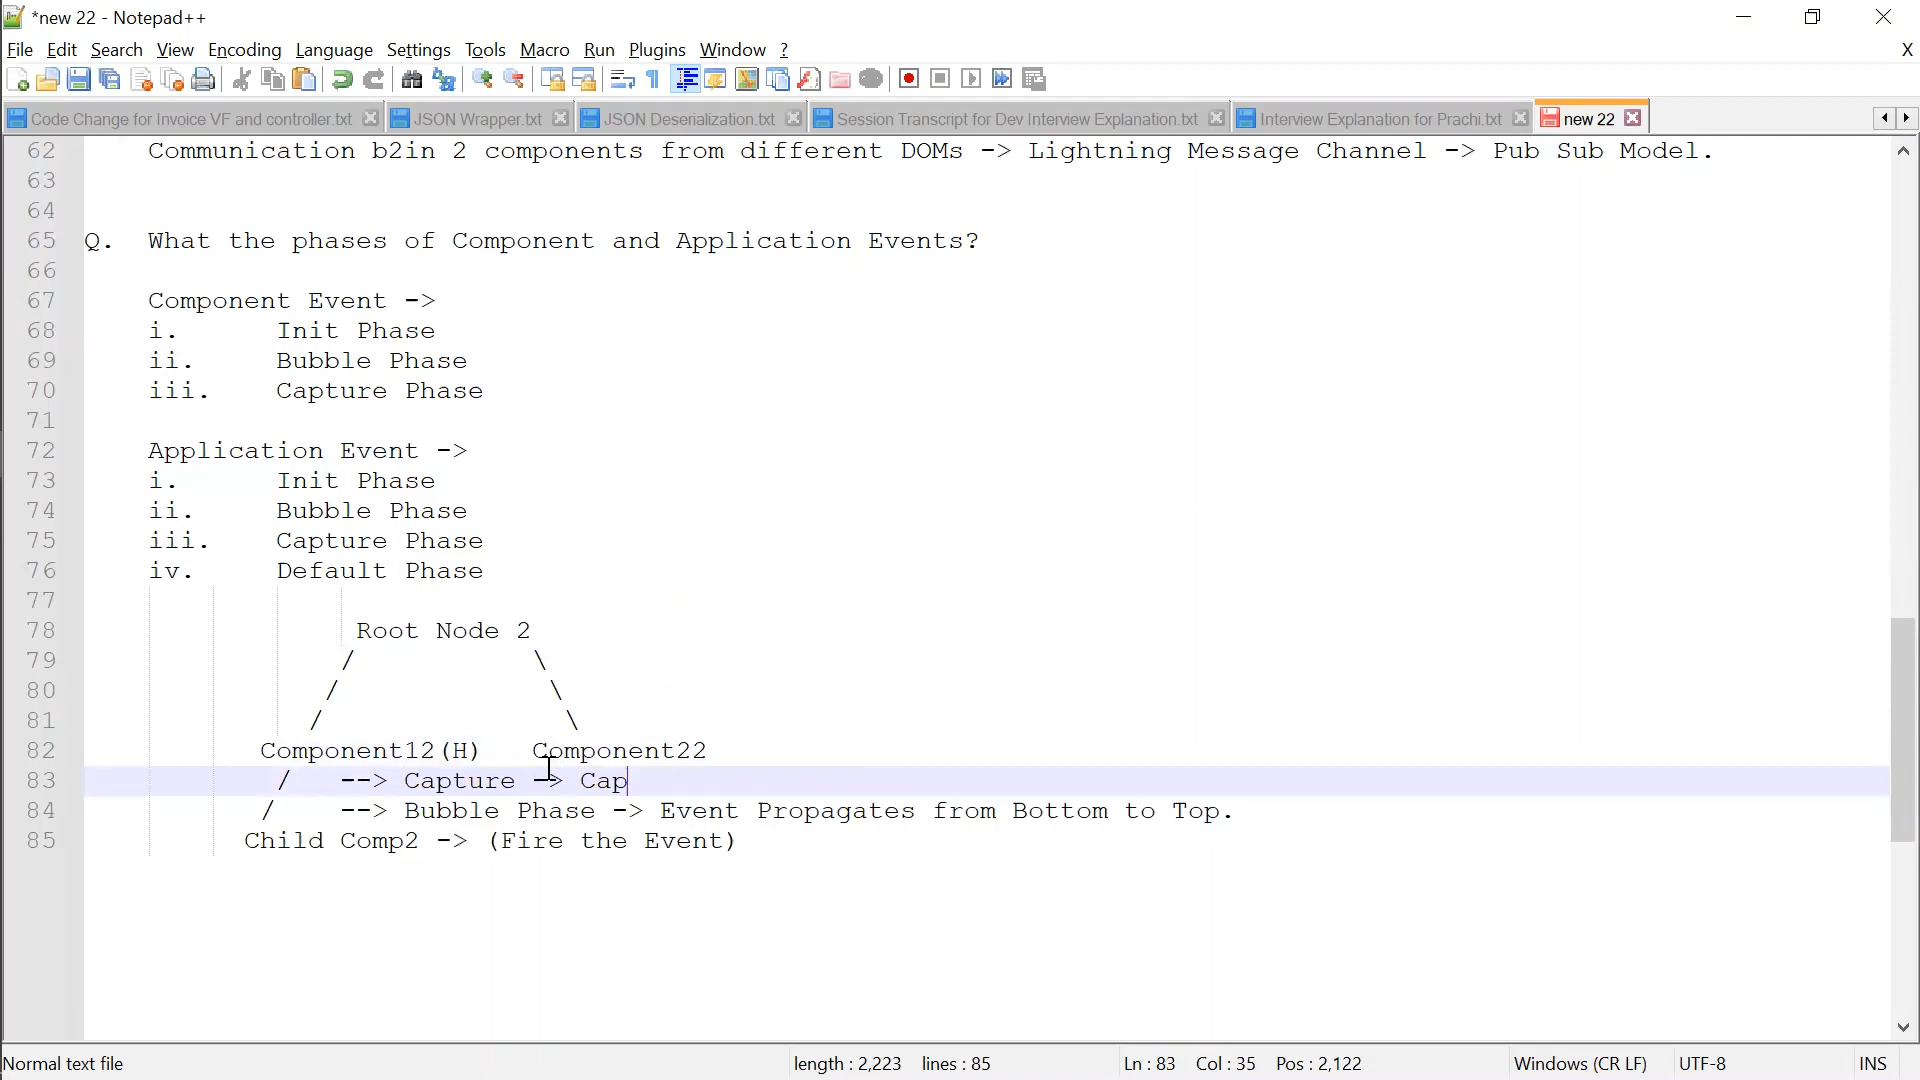 *new 22 - Notepad++
File Edit Search View Encoding Language Settings Tools Macro Run Plugins Window ? X
Code Change for Invoice VF and controller.txt JSON Wrapper.txt JSON Deserialization.txt Session Transcript for Dev Interview Explanation.txt Interview Explanation for Prachi.txt new 22
62 Communication b2in 2 components from different DOMs -> Lightning Message Channel -> Pub Sub Model.
63
64
65 Q. What the phases of Component and Application Events?
66
67 Component Event ->
68 i. Init Phase
69 ii. Bubble Phase
70 iii. Capture Phase
71
72 Application Event ->
73 i. Init Phase
74 ii. Bubble Phase
75 iii. Capture Phase
76 iv. Default Phase
77
78 Root Node 2
79 / \
80 / \
81 / \
82 Component12(H) Component22
83 / --> Capture -> Cap
84 / --> Bubble Phase -> Event Propagates from Bottom to Top.
85 Child Comp2 -> (Fire the Event)
Normal text file length : 2,223 lines : 85 Ln : 83 Col : 35 Pos : 2,122 Windows (CR LF) UTF-8 INS